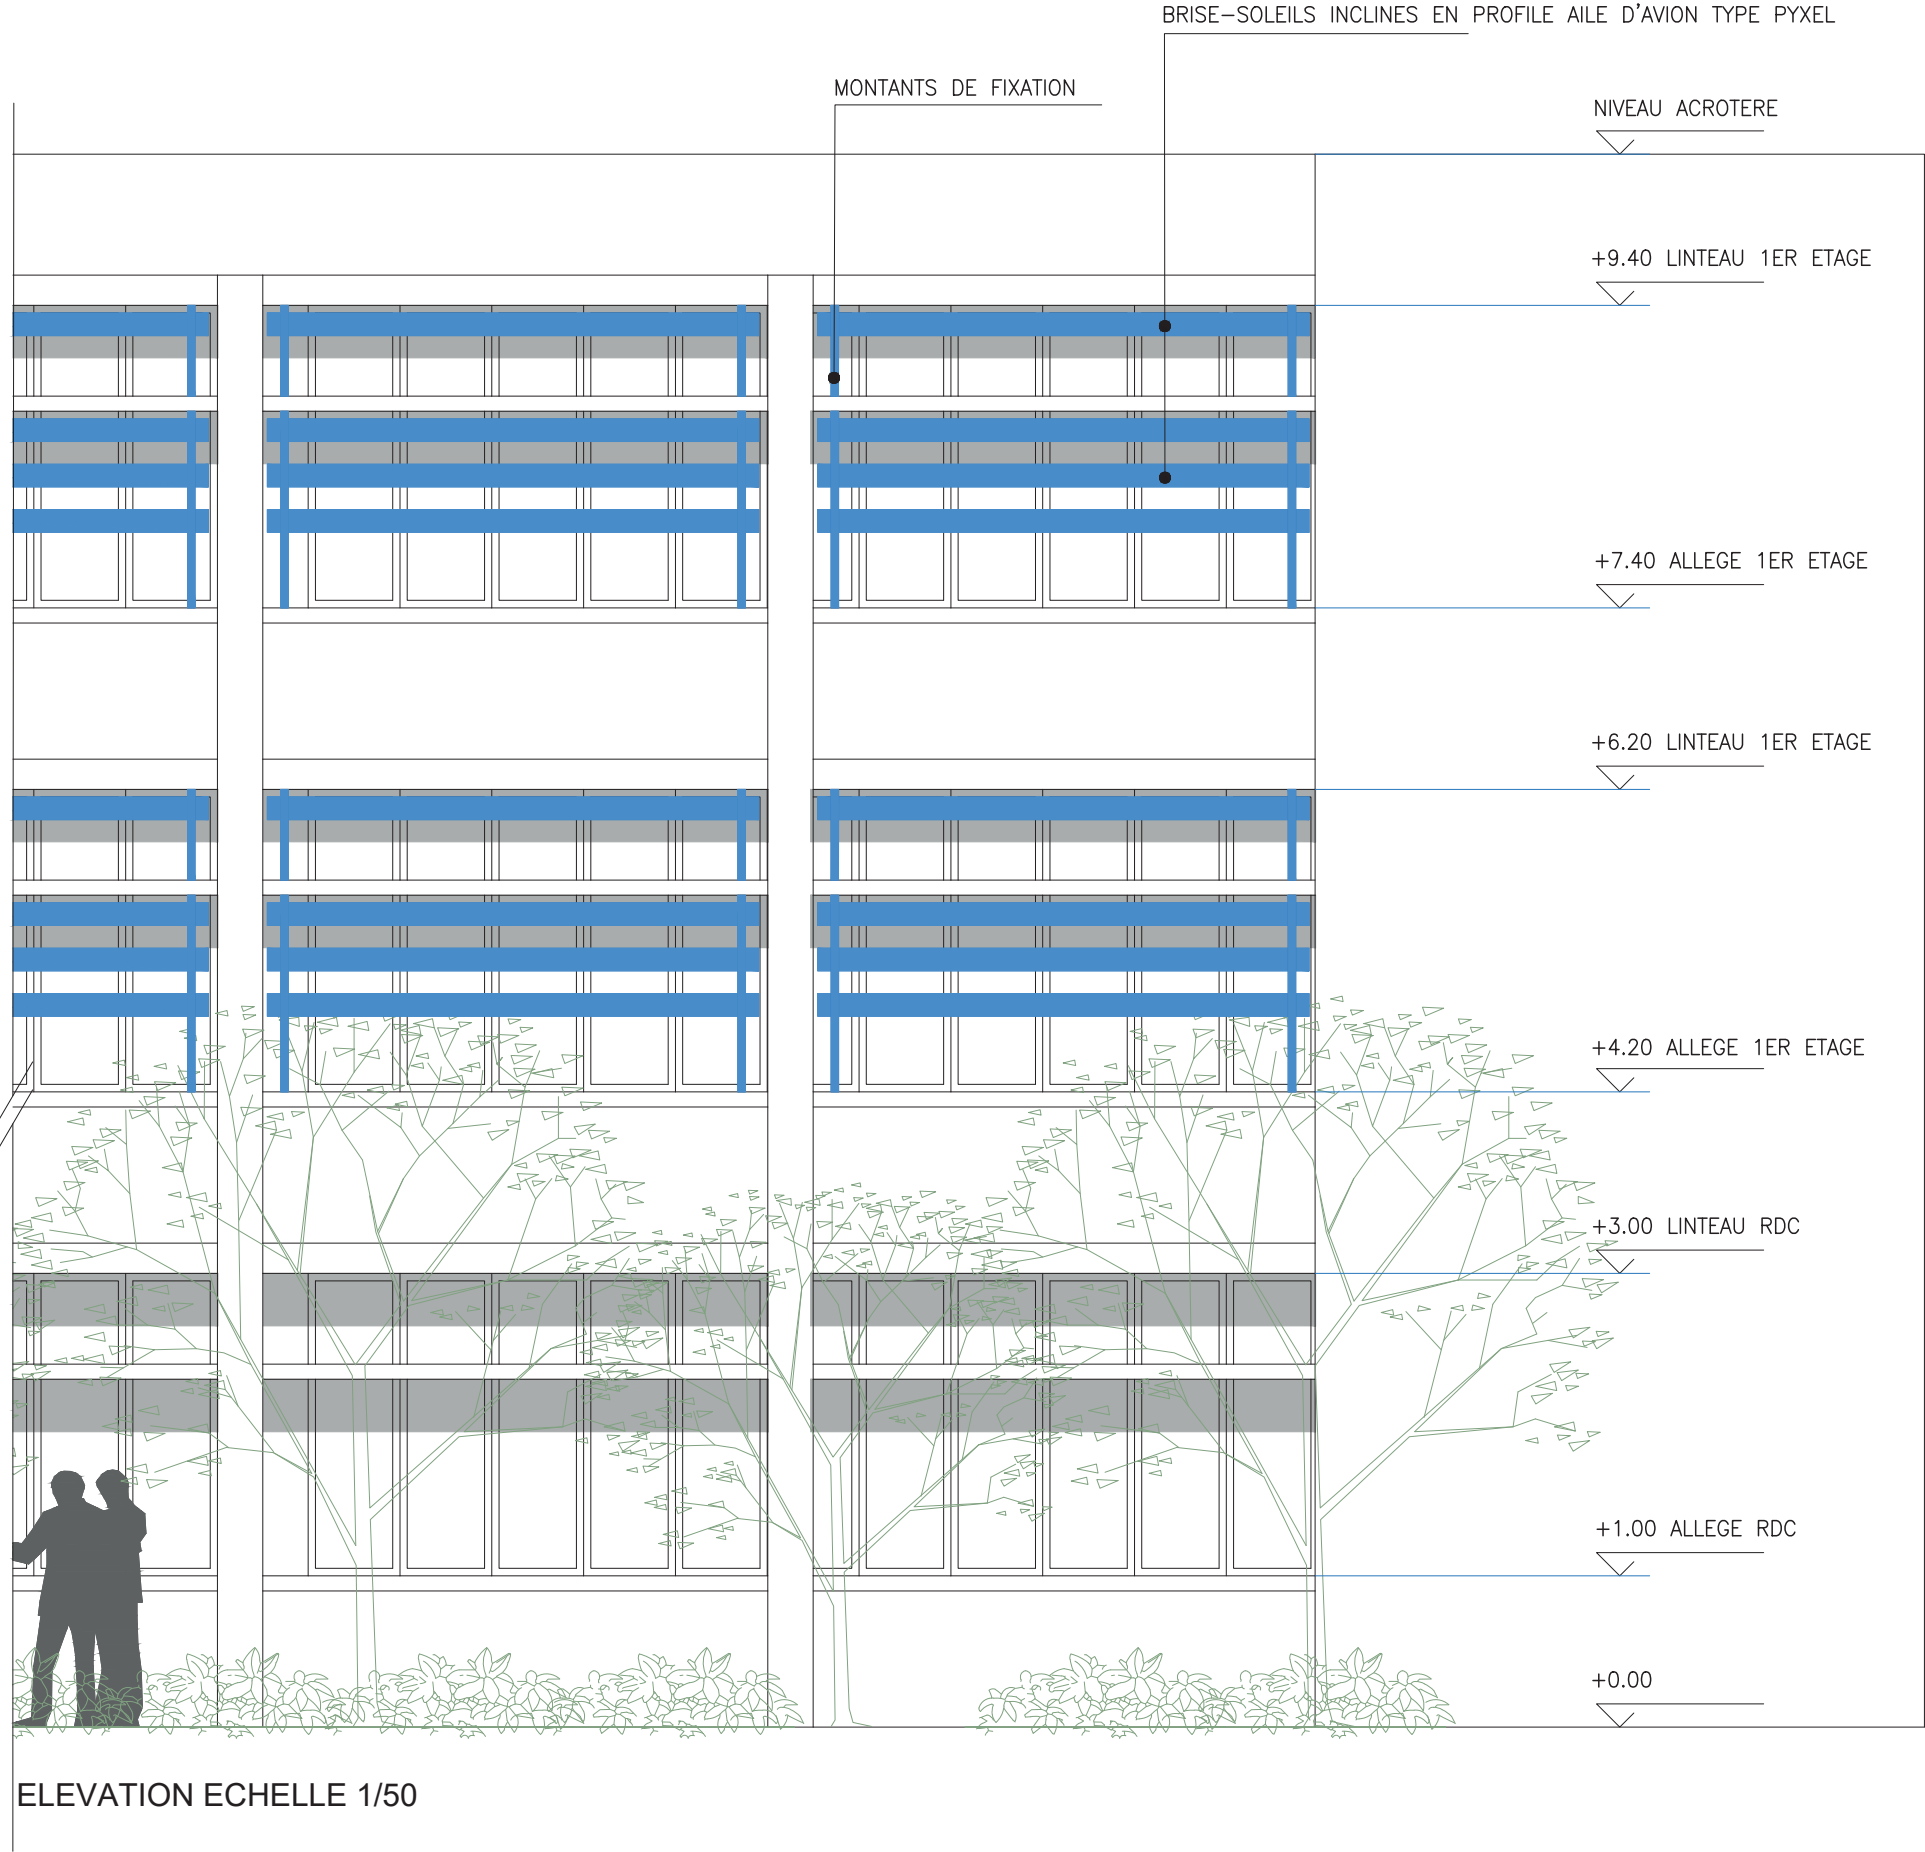 BRISE-SOLEILS INCLINES EN PROFILE AILE D'AVION TYPE PYXEL
MONTANTS DE FIXATION
NIVEAU ACROTERE
+9.40 LINTEAU 1ER ETAGE
+7.40 ALLEGE 1ER ETAGE
+6.20 LINTEAU 1ER ETAGE
+4.20 ALLEGE 1ER ETAGE
+3.00 LINTEAU RDC
+1.00 ALLEGE RDC
+0.00
ELEVATION ECHELLE 1/50